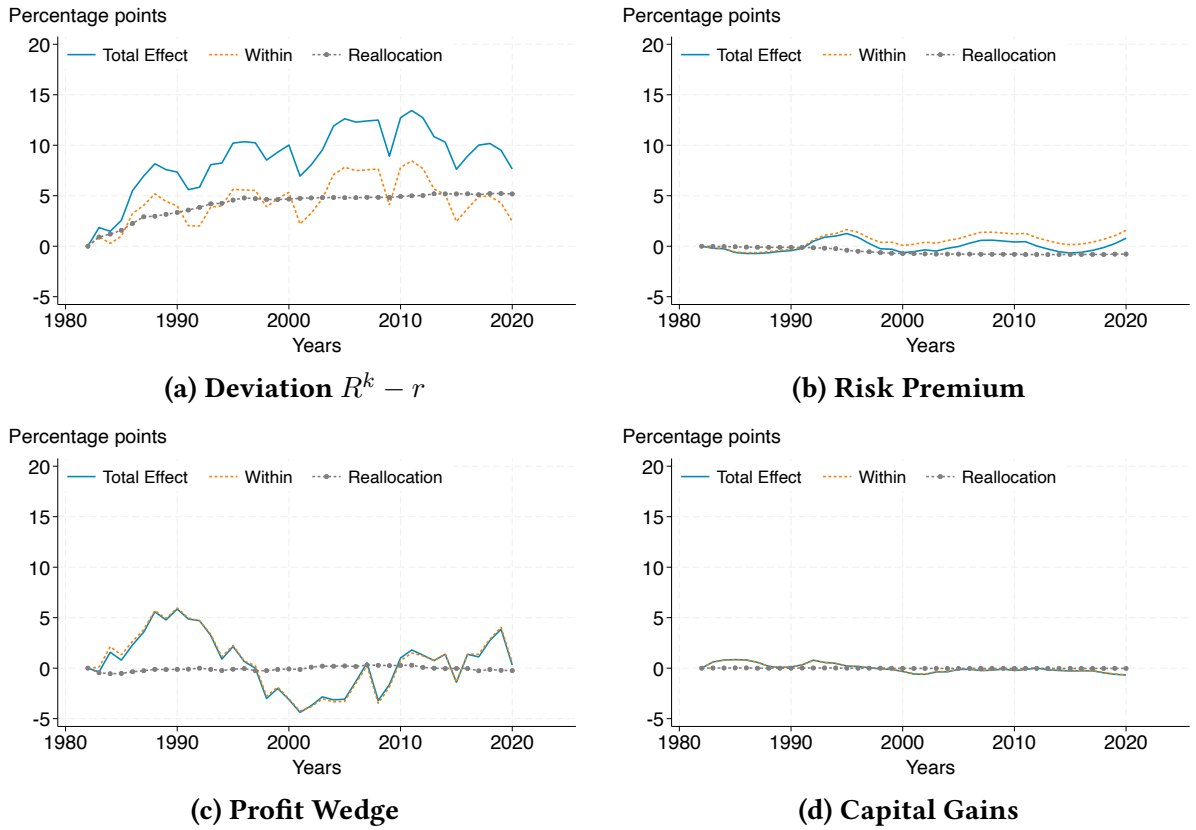 Percentage points
20
Total Effect Within Reallocation
15
10
5
0
-5
1980 1990 2000 2010 2020
Years
(a) Deviation R^k − r
Percentage points
20
Total Effect Within Reallocation
15
10
5
0
-5
1980 1990 2000 2010 2020
Years
(b) Risk Premium
Percentage points
20
Total Effect Within Reallocation
15
10
5
0
-5
1980 1990 2000 2010 2020
Years
(c) Profit Wedge
Percentage points
20
Total Effect Within Reallocation
15
10
5
0
-5
1980 1990 2000 2010 2020
Years
(d) Capital Gains